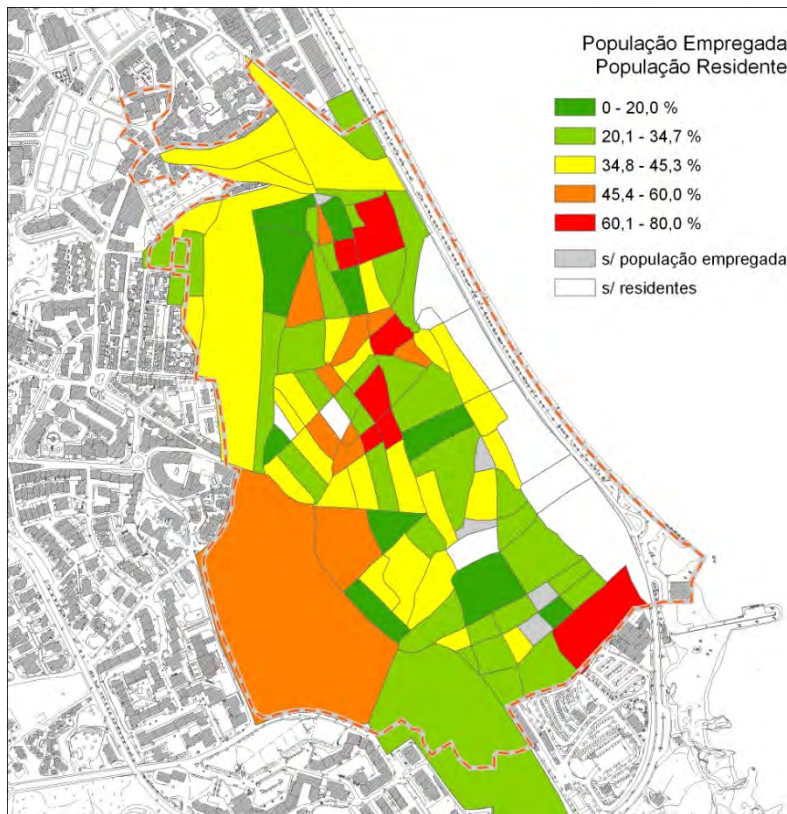 População Empregada
População Residente
0 - 20,0 %
20,1 - 34,7 %
34,8 - 45,3 %
45,4 - 60,0 %
60,1 - 80,0 %
s/ população empregada
s/ residentes